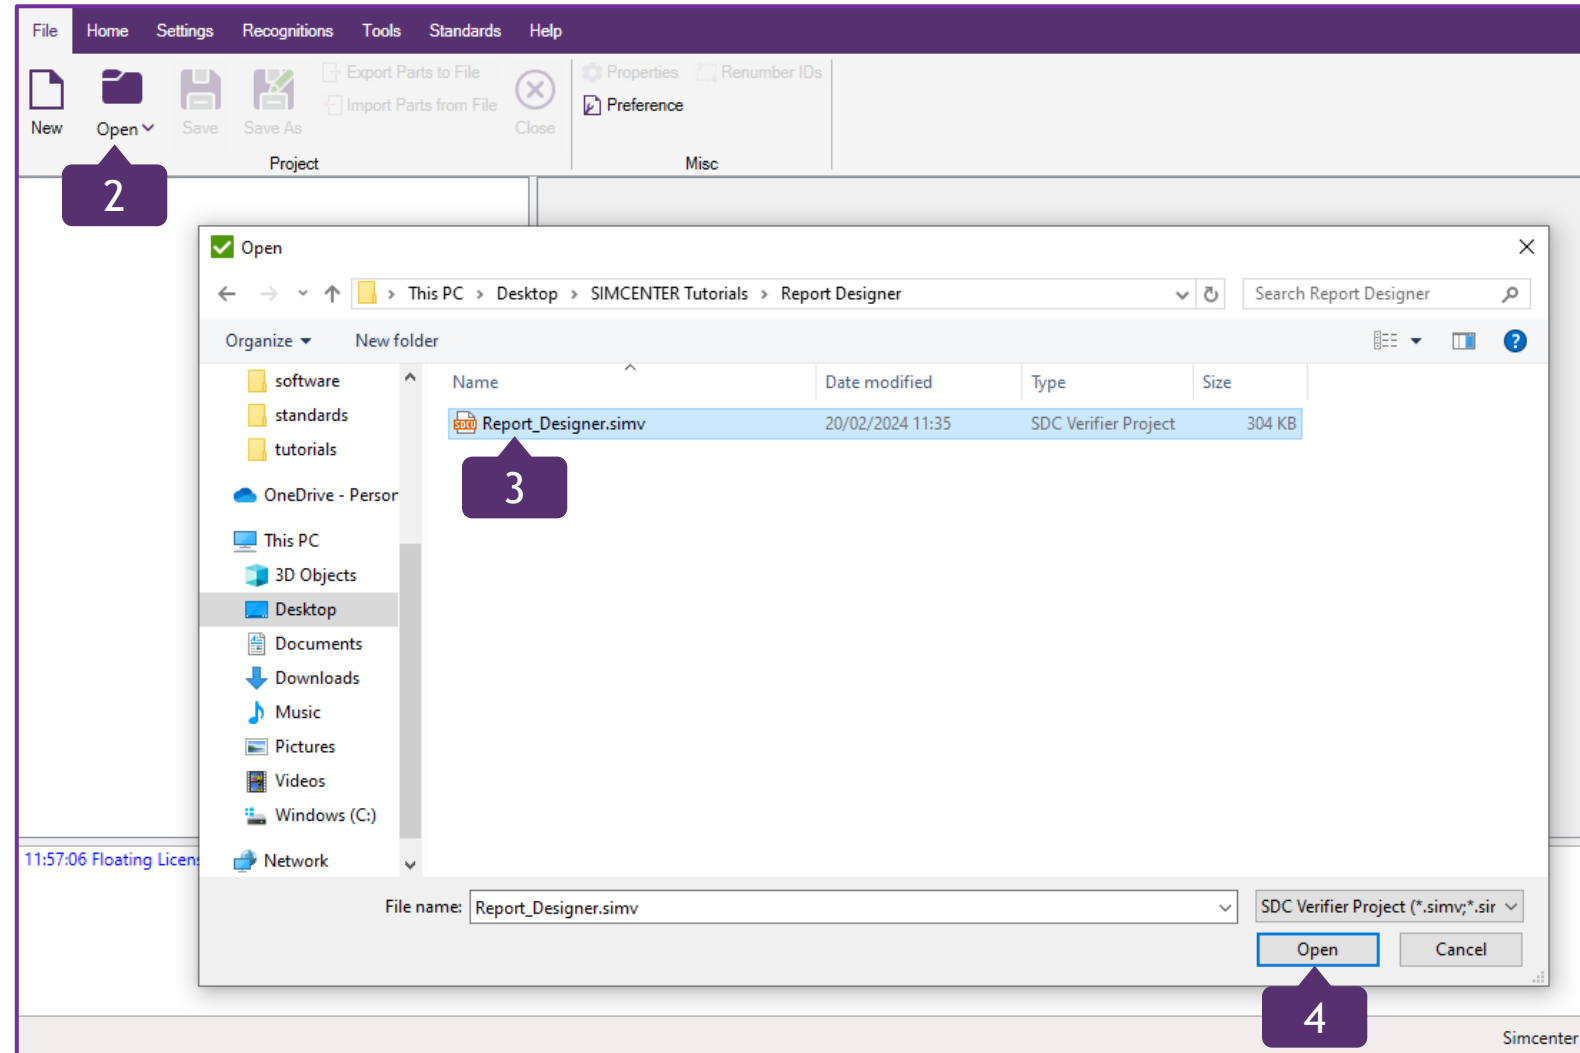 File Home Settings Recognitions Tools Standards Help
Export Parts to File
Properties Renumber IDs
Import Parts from File
Preference
New Open Save Save As Close
Project Misc
2
Open
This PC > Desktop > SIMCENTER Tutorials > Report Designer
Search Report Designer
Organize New folder
software
standards
tutorials
OneDrive - Person
This PC
3D Objects
Desktop
Documents
Downloads
Music
Pictures
Videos
Windows (C:)
Network
Name Date modified Type Size
Report_Designer.simv 20/02/2024 11:35 SDC Verifier Project 304 KB
3
11:57:06 Floating Licens
File name: Report_Designer.simv SDC Verifier Project (*.simv;*.sir
Open Cancel
4
Simcenter